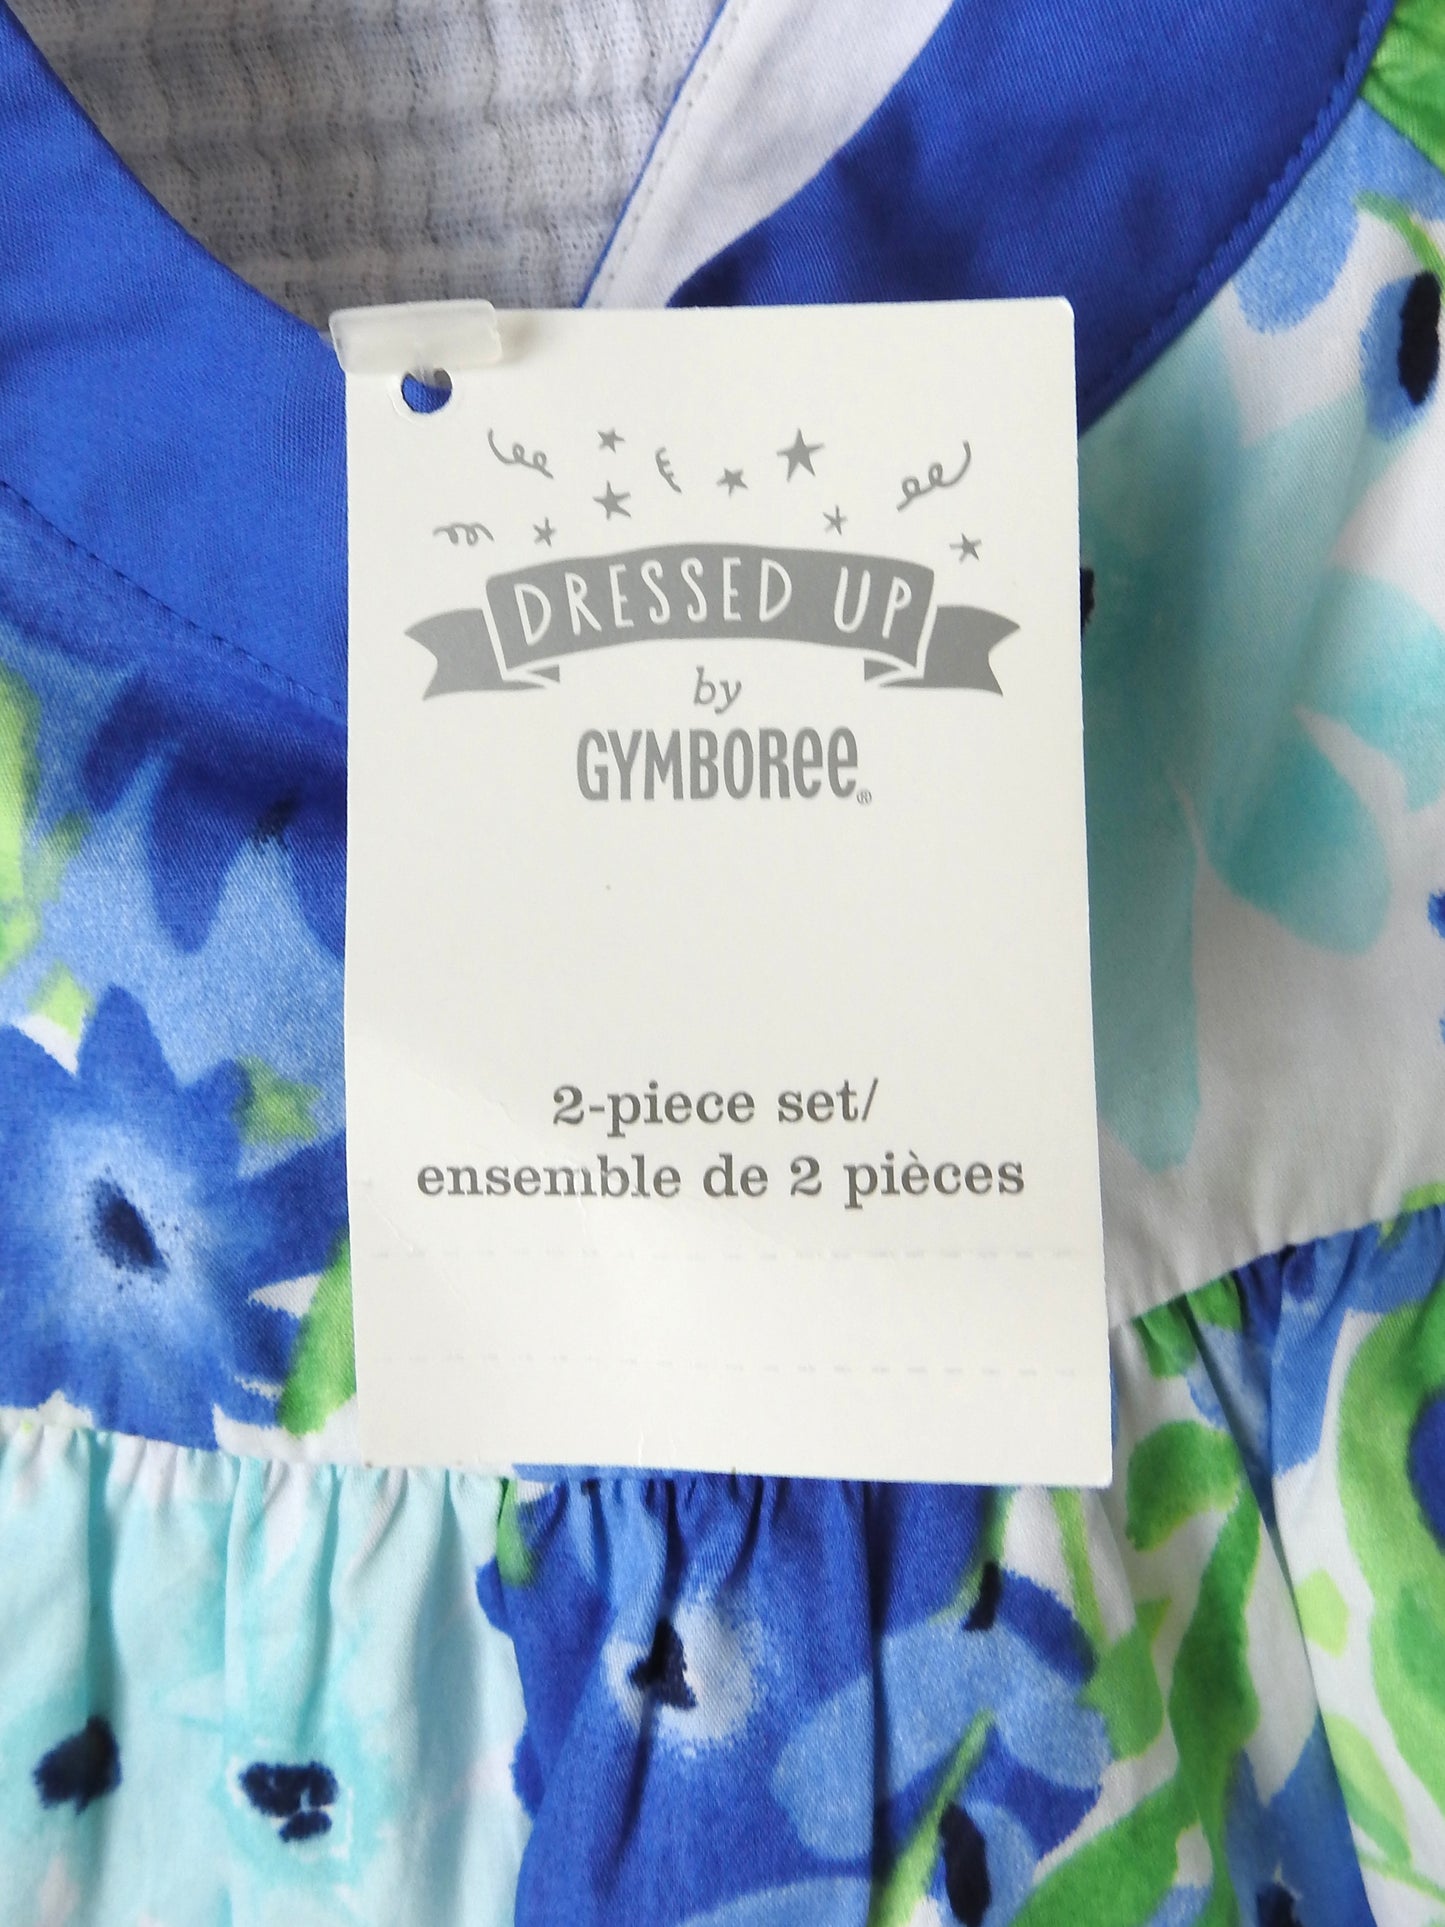 DRESSED UP
by
GYMBOREE®
2-piece set/
ensemble de 2 pièces